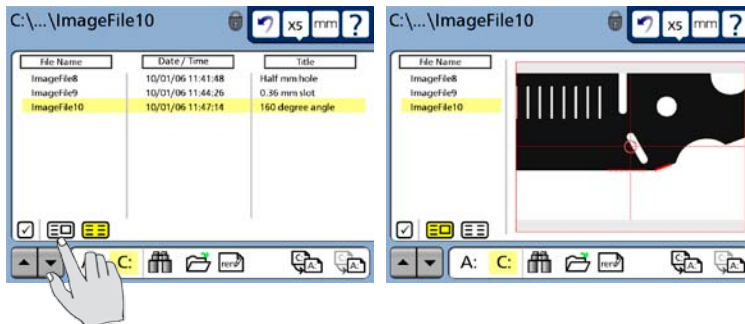 C:\...\ImageFile10
x5 mm ?
File Name Date / Time Title
ImageFile8 10/01/06 11:41:48 Half mm hole
ImageFile9 10/01/06 11:44:26 0.36 mm slot
ImageFile10 10/01/06 11:47:14 160 degree angle
C: ren C: A: C: A:
C:\...\ImageFile10
x5 mm ?
File Name
ImageFile8
ImageFile9
ImageFile10
A: C: ren C: A: C: A: